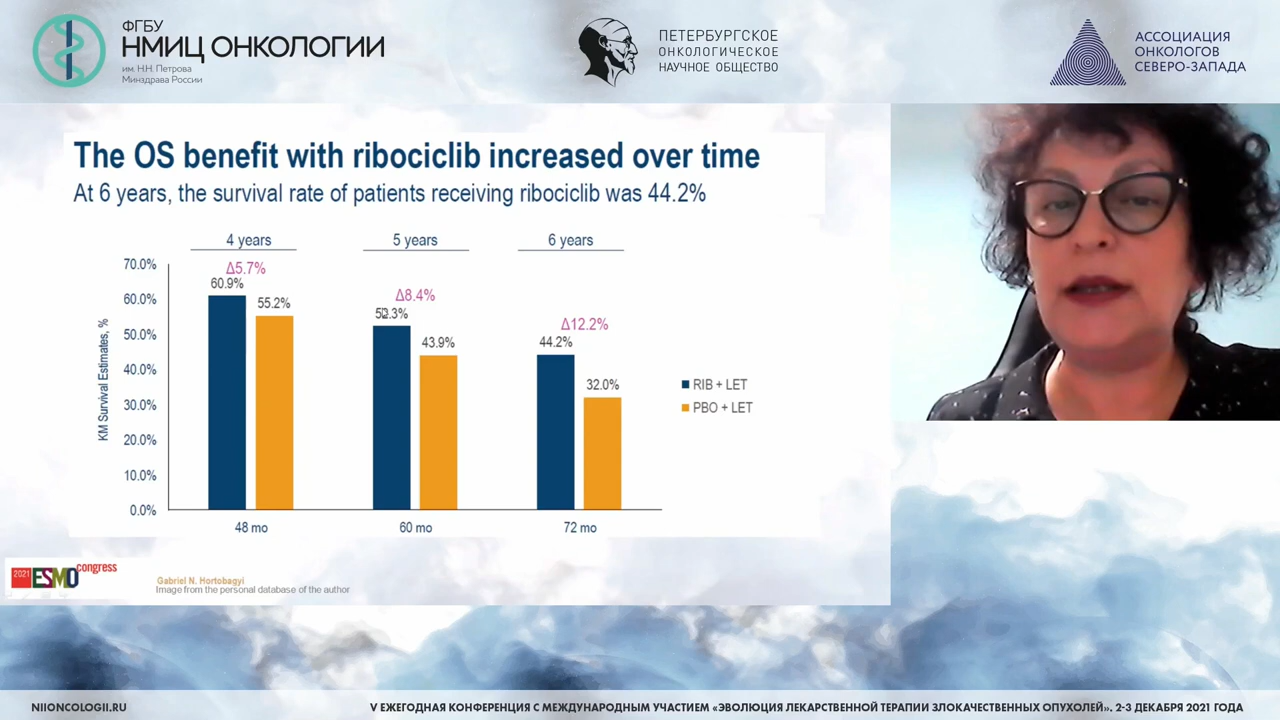 ФГБУ
НМИЦ ОНКОЛОГИИ
им. Н.Н. Петрова
Минздрава России
ПЕТЕРБУРГСКОЕ
ОНКОЛОГИЧЕСКОЕ
НАУЧНОЕ ОБЩЕСТВО
АССОЦИАЦИЯ
ОНКОЛОГОВ
СЕВЕРО-ЗАПАДА
The OS benefit with ribociclib increased over time
At 6 years, the survival rate of patients receiving ribociclib was 44.2%
4 years
5 years
6 years
KM Survival Estimates, %
70.0%
60.0%
50.0%
40.0%
30.0%
20.0%
10.0%
0.0%
Δ5.7%
60.9%
55.2%
Δ8.4%
52.3%
43.9%
Δ12.2%
44.2%
32.0%
48 mo
60 mo
72 mo
RIB + LET
PBO + LET
2021 ESMO congress
Gabriel N. Hortobagyi
Image from the personal database of the author
NIIONCOLOGII.RU
V ЕЖЕГОДНАЯ КОНФЕРЕНЦИЯ С МЕЖДУНАРОДНЫМ УЧАСТИЕМ «ЭВОЛЮЦИЯ ЛЕКАРСТВЕННОЙ ТЕРАПИИ ЗЛОКАЧЕСТВЕННЫХ ОПУХОЛЕЙ». 2-3 ДЕКАБРЯ 2021 ГОДА